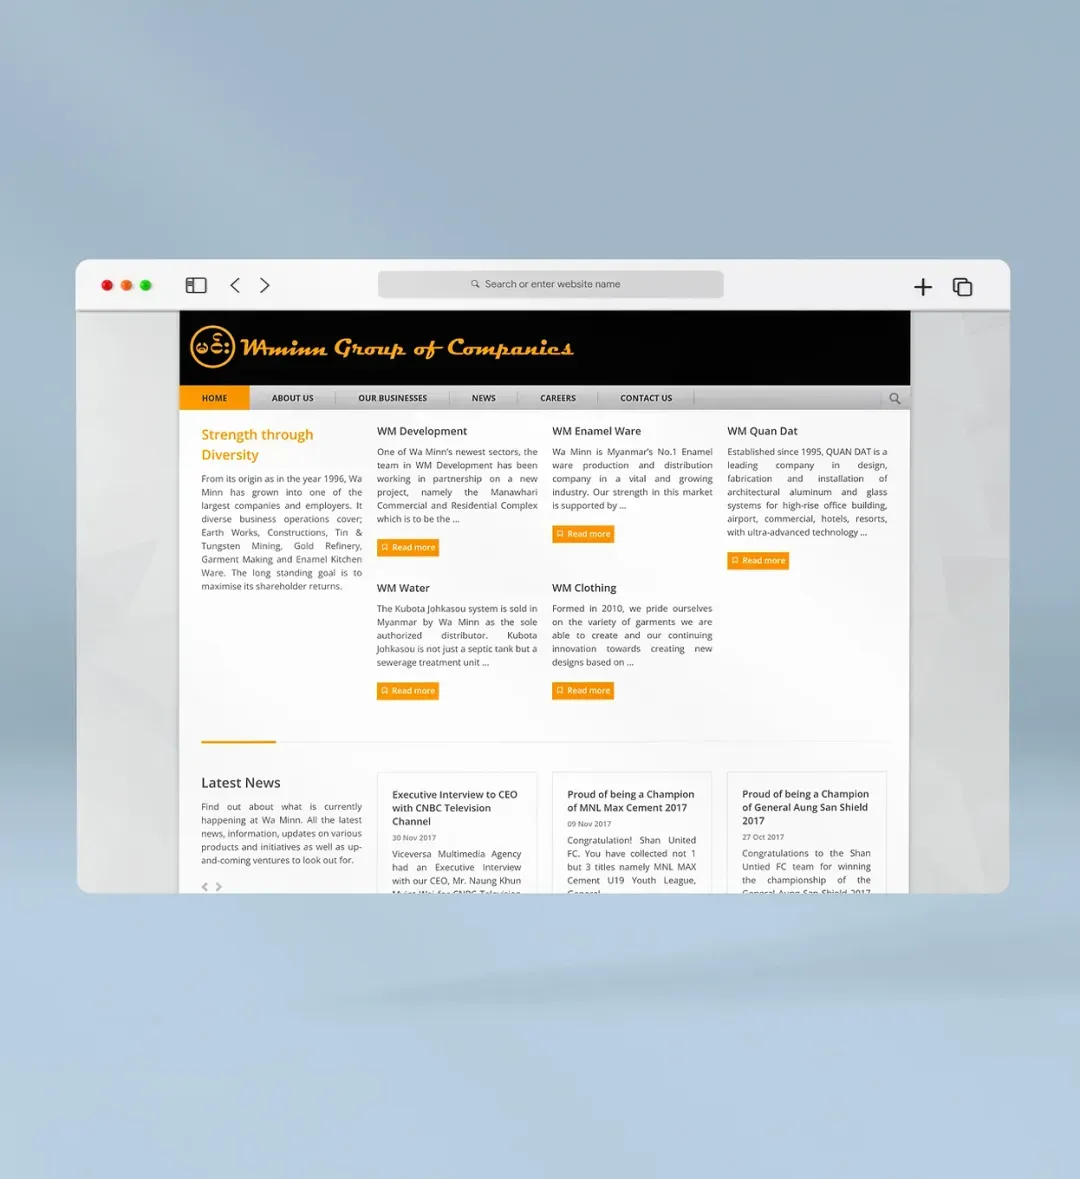 Search or enter website name
မင်း Waminn Group of Companies
HOME ABOUT US OUR BUSINESSES NEWS CAREERS CONTACT US
Strength through
Diversity
From its origin as in the year 1996, Wa
Minn has grown into one of the
largest companies and employers. It
diverse business operations cover;
Earth Works, Constructions, Tin &
Tungsten Mining, Gold Refinery,
Garment Making and Enamel Kitchen
Ware. The long standing goal is to
maximise its shareholder returns.
WM Development
One of Wa Minn's newest sectors, the
team in WM Development has been
working in partnership on a new
project, namely the Manawhari
Commercial and Residential Complex
which is to be the ...
Read more
WM Enamel Ware
Wa Minn is Myanmar's No.1 Enamel
ware production and distribution
company in a vital and growing
industry. Our strength in this market
is supported by ...
Read more
WM Quan Dat
Established since 1995, QUAN DAT is a
leading company in design,
fabrication and installation of
architectural aluminum and glass
systems for high-rise office building,
airport, commercial, hotels, resorts,
with ultra-advanced technology ...
Read more
WM Water
The Kubota Johkasou system is sold in
Myanmar by Wa Minn as the sole
authorized distributor. Kubota
Johkasou is not just a septic tank but a
sewerage treatment unit ...
Read more
WM Clothing
Formed in 2010, we pride ourselves
on the variety of garments we are
able to create and our continuing
innovation towards creating new
designs based on ...
Read more
Latest News
Find out about what is currently
happening at Wa Minn. All the latest
news, information, updates on various
products and initiatives as well as up-
and-coming ventures to look out for.
Executive Interview to CEO
with CNBC Television
Channel
30 Nov 2017
Viceversa Multimedia Agency
had an Executive Interview
with our CEO, Mr. Naung Khun
Proud of being a Champion
of MNL Max Cement 2017
09 Nov 2017
Congratulation! Shan United
FC. You have collected not 1
but 3 titles namely MNL MAX
Cement U19 Youth League,
Proud of being a Champion
of General Aung San Shield
2017
27 Oct 2017
Congratulations to the Shan
Untied FC team for winning
the championship of the
General Aung San Shield 2017